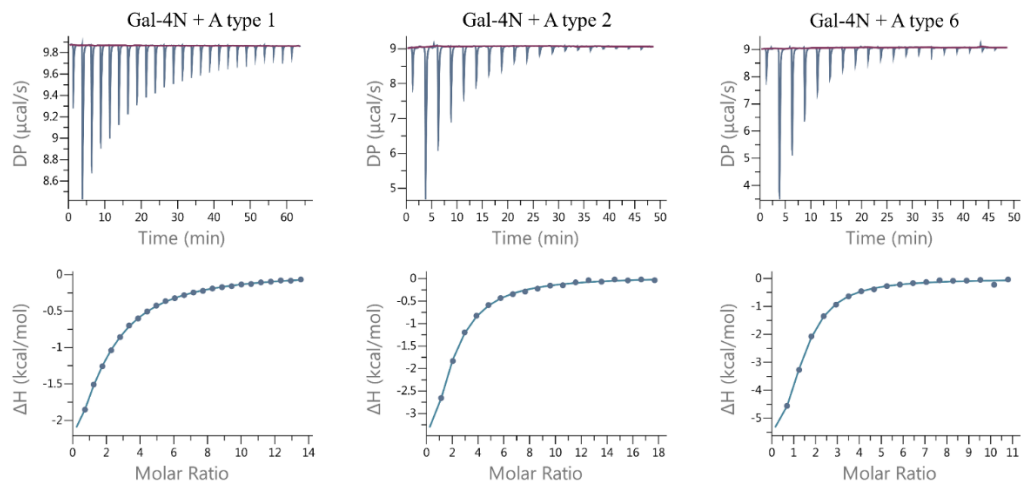 Gal-4N + A type 1
DP (μcal/s)
9.8
9.6
9.4
9.2
9
8.8
8.6
0 10 20 30 40 50 60
Time (min)
Gal-4N + A type 2
DP (μcal/s)
9
8
7
6
5
0 5 10 15 20 25 30 35 40 45 50
Time (min)
Gal-4N + A type 6
DP (μcal/s)
9
8
7
6
5
4
0 5 10 15 20 25 30 35 40 45 50
Time (min)
ΔH (kcal/mol)
0
-0.5
-1
-1.5
-2
0 2 4 6 8 10 12 14
Molar Ratio
ΔH (kcal/mol)
0
-0.5
-1
-1.5
-2
-2.5
-3
0 2 4 6 8 10 12 14 16 18
Molar Ratio
ΔH (kcal/mol)
0
-1
-2
-3
-4
-5
0 1 2 3 4 5 6 7 8 9 10 11
Molar Ratio